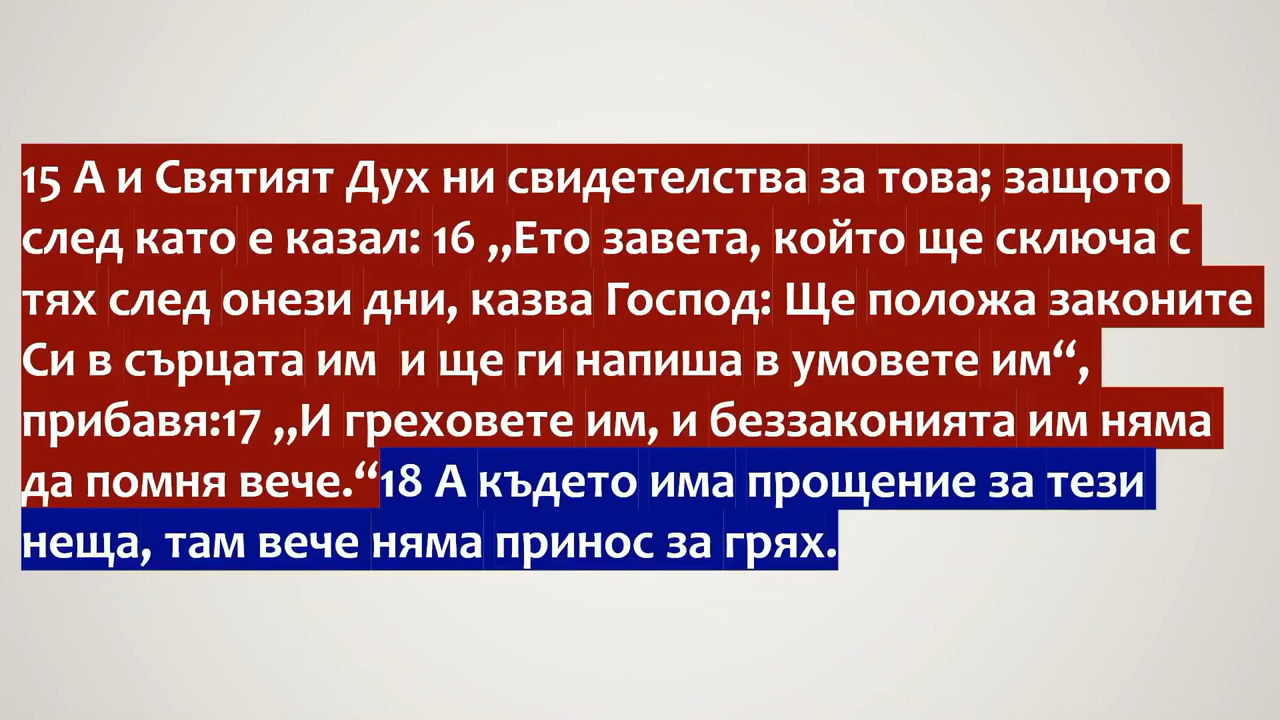 15 А и Святият Дух ни свидетелства за това; защото
след като е казал: 16 „Ето завета, който ще сключа с
тях след онези дни, казва Господ: Ще положа законите
Си в сърцата им  и ще ги напиша в умовете им“,
прибавя:17 „И греховете им, и беззаконията им няма
да помня вече.“18 А където има прощение за тези
неща, там вече няма принос за грях.